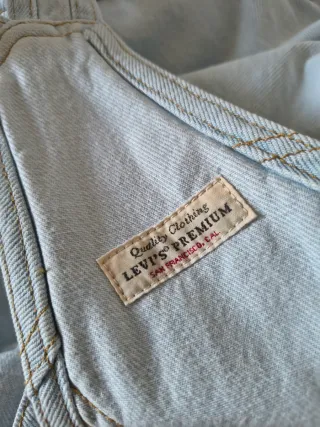 Quality Clothing
LEVI'S® PREMIUM
SAN FRANCISCO, CAL